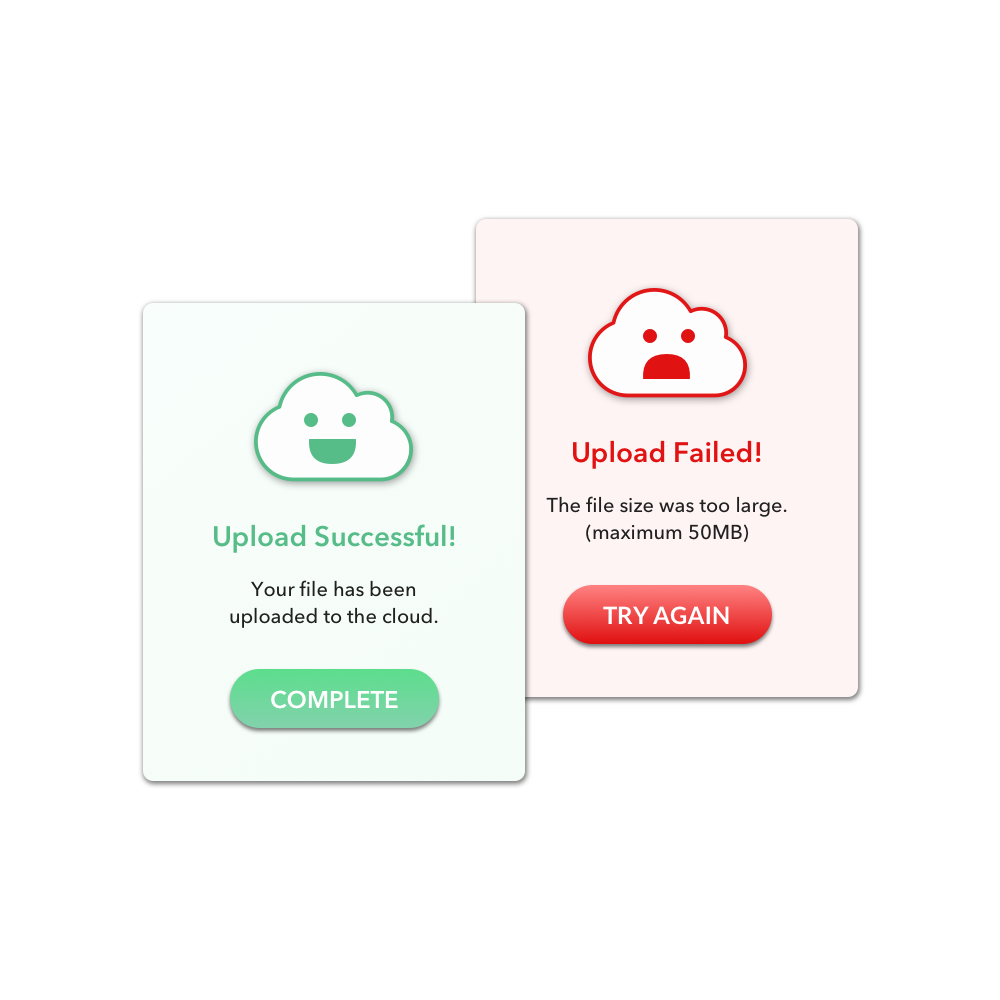 Upload Successful!
Your file has been
uploaded to the cloud.
COMPLETE
Upload Failed!
The file size was too large.
(maximum 50MB)
TRY AGAIN